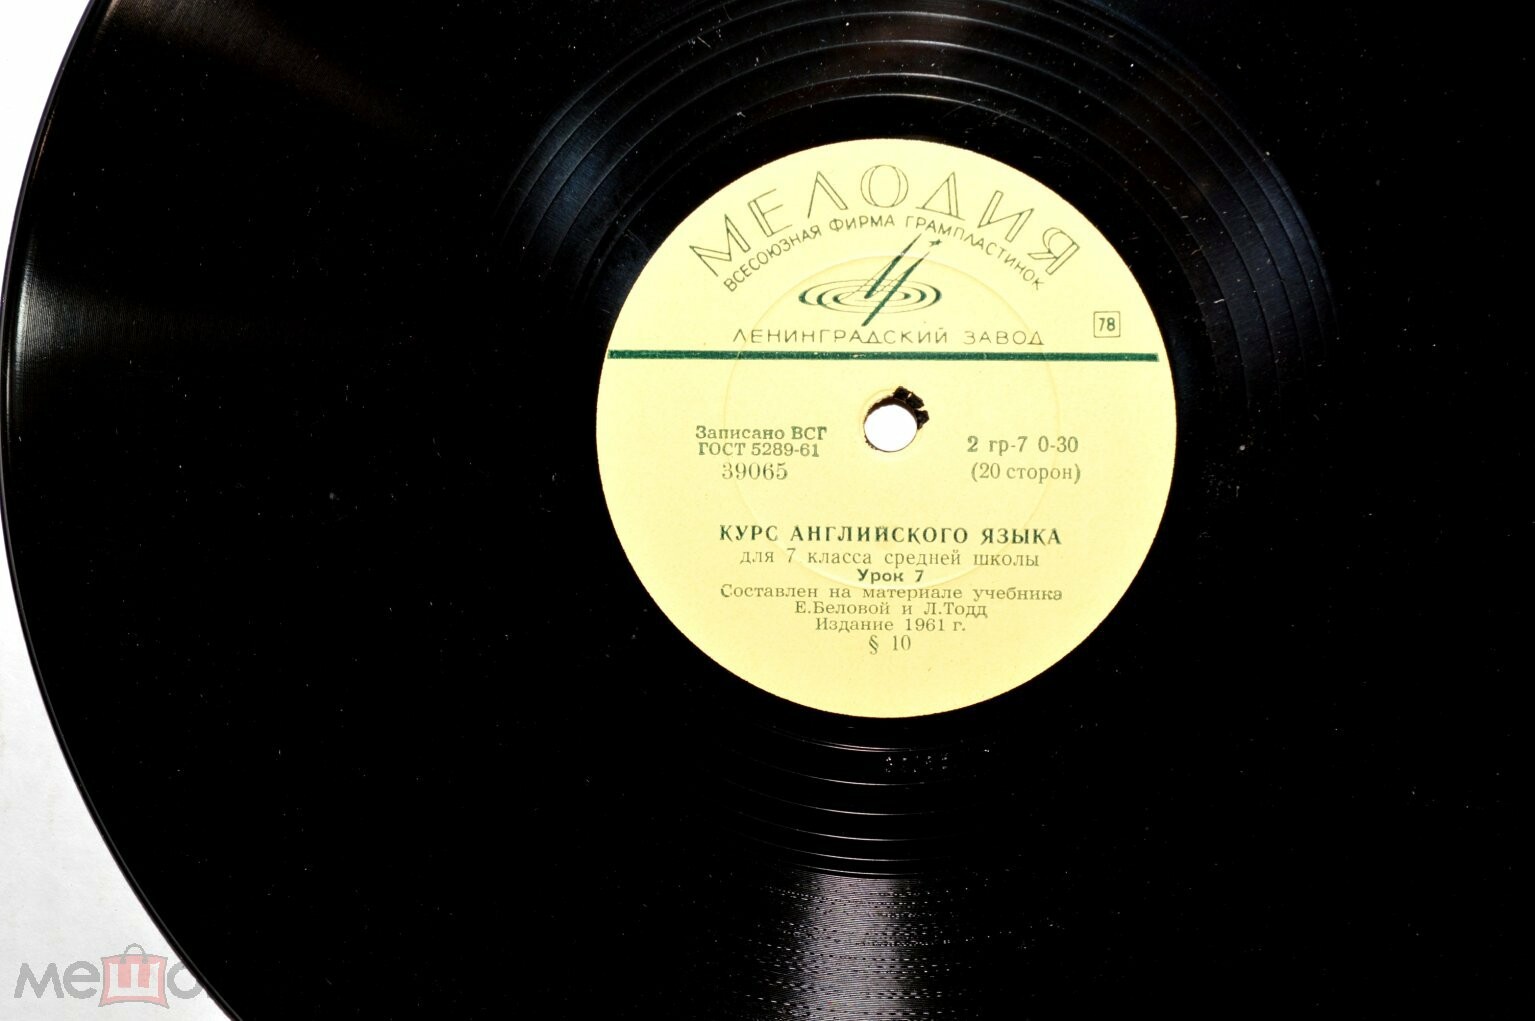 МЕЛОДИЯ
ВСЕСОЮЗНАЯ ФИРМА ГРАМПЛАСТИНОК
ЛЕНИНГРАДСКИЙ ЗАВОД
78
Записано ВСГ
ГОСТ 5289-61
39065
2 гр-7 0-30
(20 сторон)
КУРС АНГЛИЙСКОГО ЯЗЫКА
для 7 класса средней школы
Урок 7
Составлен на материале учебника
Е.Беловой и Л.Тодд
Издание 1961 г.
§ 10
мешо